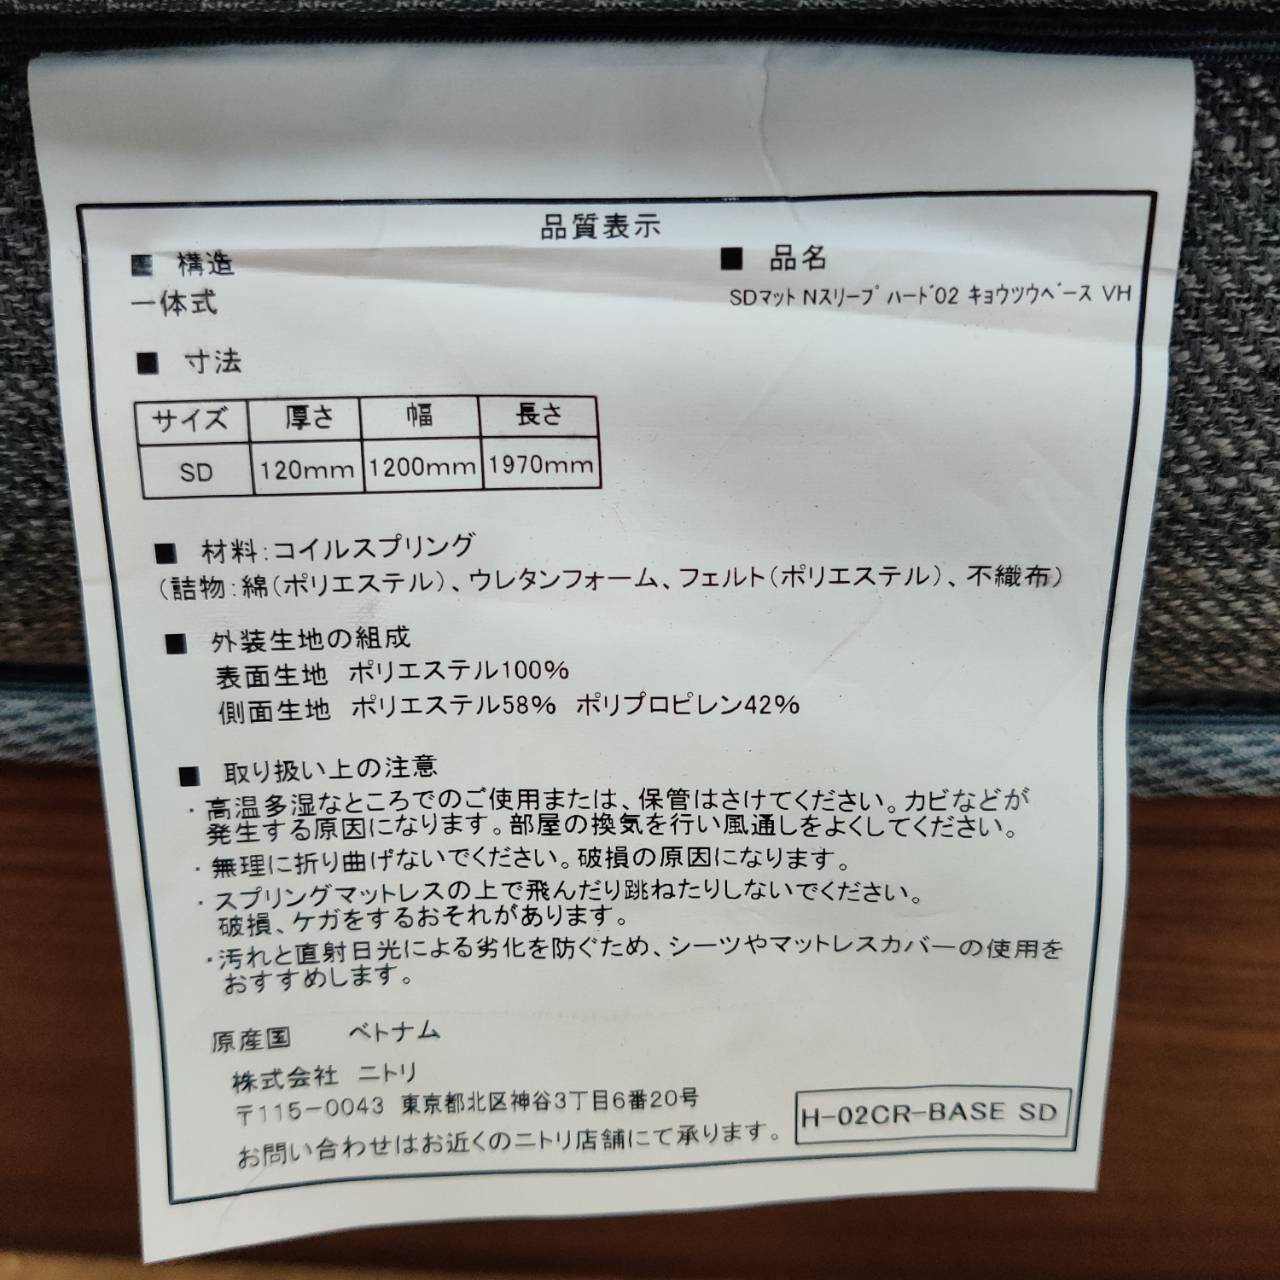 品質表示
■ 構造
一体式
■ 品名
SDマット Nスリープ ハード02 キョウツウベース VH
■ 寸法
サイズ 厚さ 幅 長さ
SD 120mm 1200mm 1970mm
■ 材料:コイルスプリング
(詰物:綿(ポリエステル)、ウレタンフォーム、フェルト(ポリエステル)、不織布)
■ 外装生地の組成
表面生地 ポリエステル100%
側面生地 ポリエステル58% ポリプロピレン42%
■ 取り扱い上の注意
・高温多湿なところでのご使用または、保管はさけてください。カビなどが
発生する原因になります。部屋の換気を行い風通しをよくしてください。
・無理に折り曲げないでください。破損の原因になります。
・スプリングマットレスの上で飛んだり跳ねたりしないでください。
破損、ケガをするおそれがあります。
・汚れと直射日光による劣化を防ぐため、シーツやマットレスカバーの使用を
おすすめします。
原産国 ベトナム
株式会社 ニトリ
〒115-0043 東京都北区神谷3丁目6番20号
お問い合わせはお近くのニトリ店舗にて承ります。
H-02CR-BASE SD